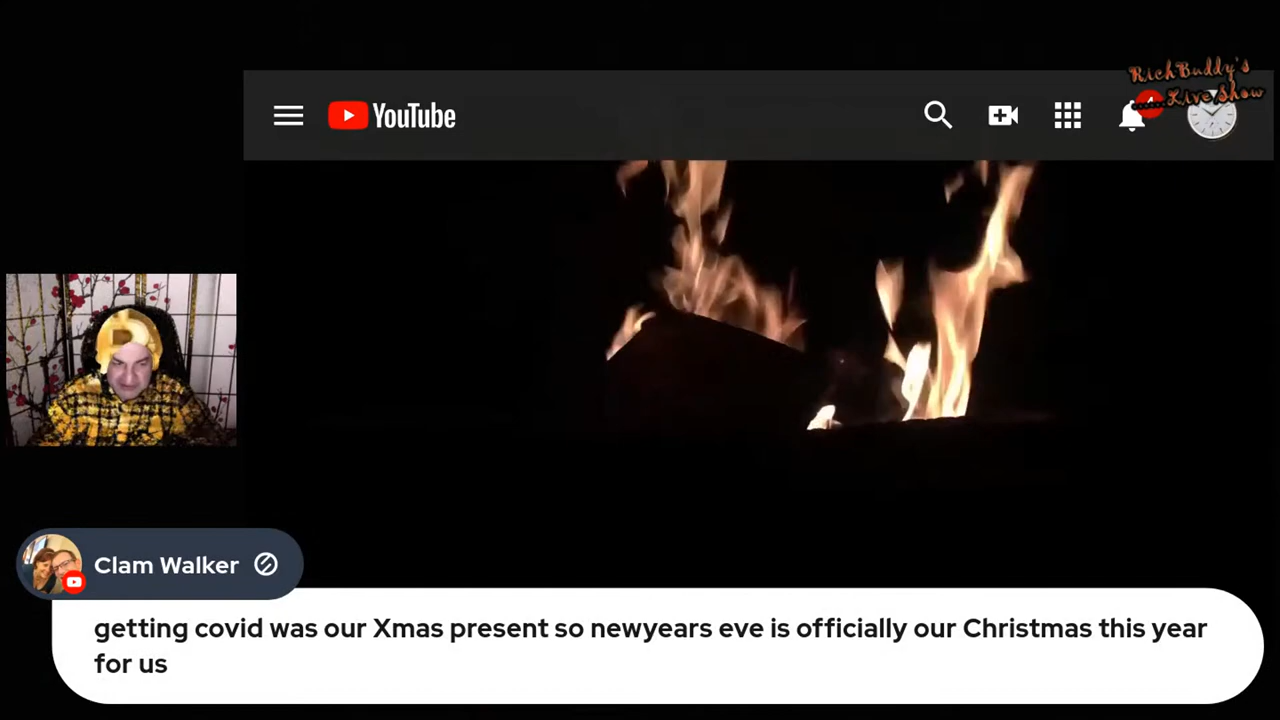 RichBuddy's
......Live Show
YouTube
4
Clam Walker
getting covid was our Xmas present so newyears eve is officially our Christmas this year
for us